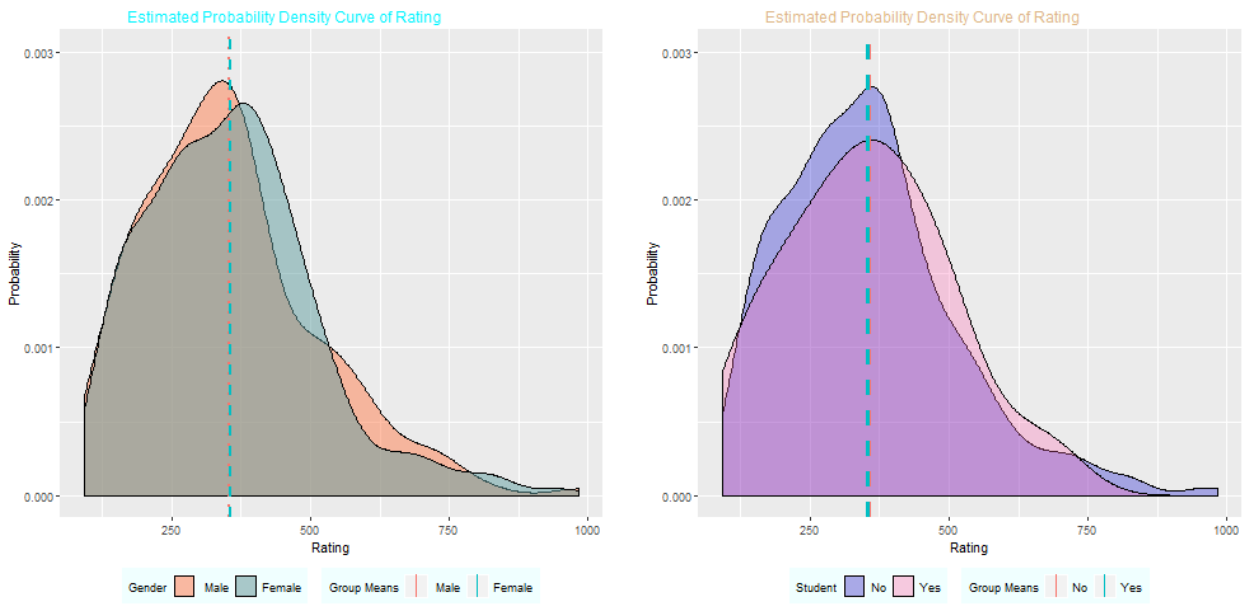 Estimated Probability Density Curve of Rating
0.003
0.002
0.001
0.000
Probability
250 500 750 1000
Rating
Gender Male Female Group Means Male Female
Estimated Probability Density Curve of Rating
0.003
0.002
0.001
0.000
Probability
250 500 750 1000
Rating
Student No Yes Group Means No Yes